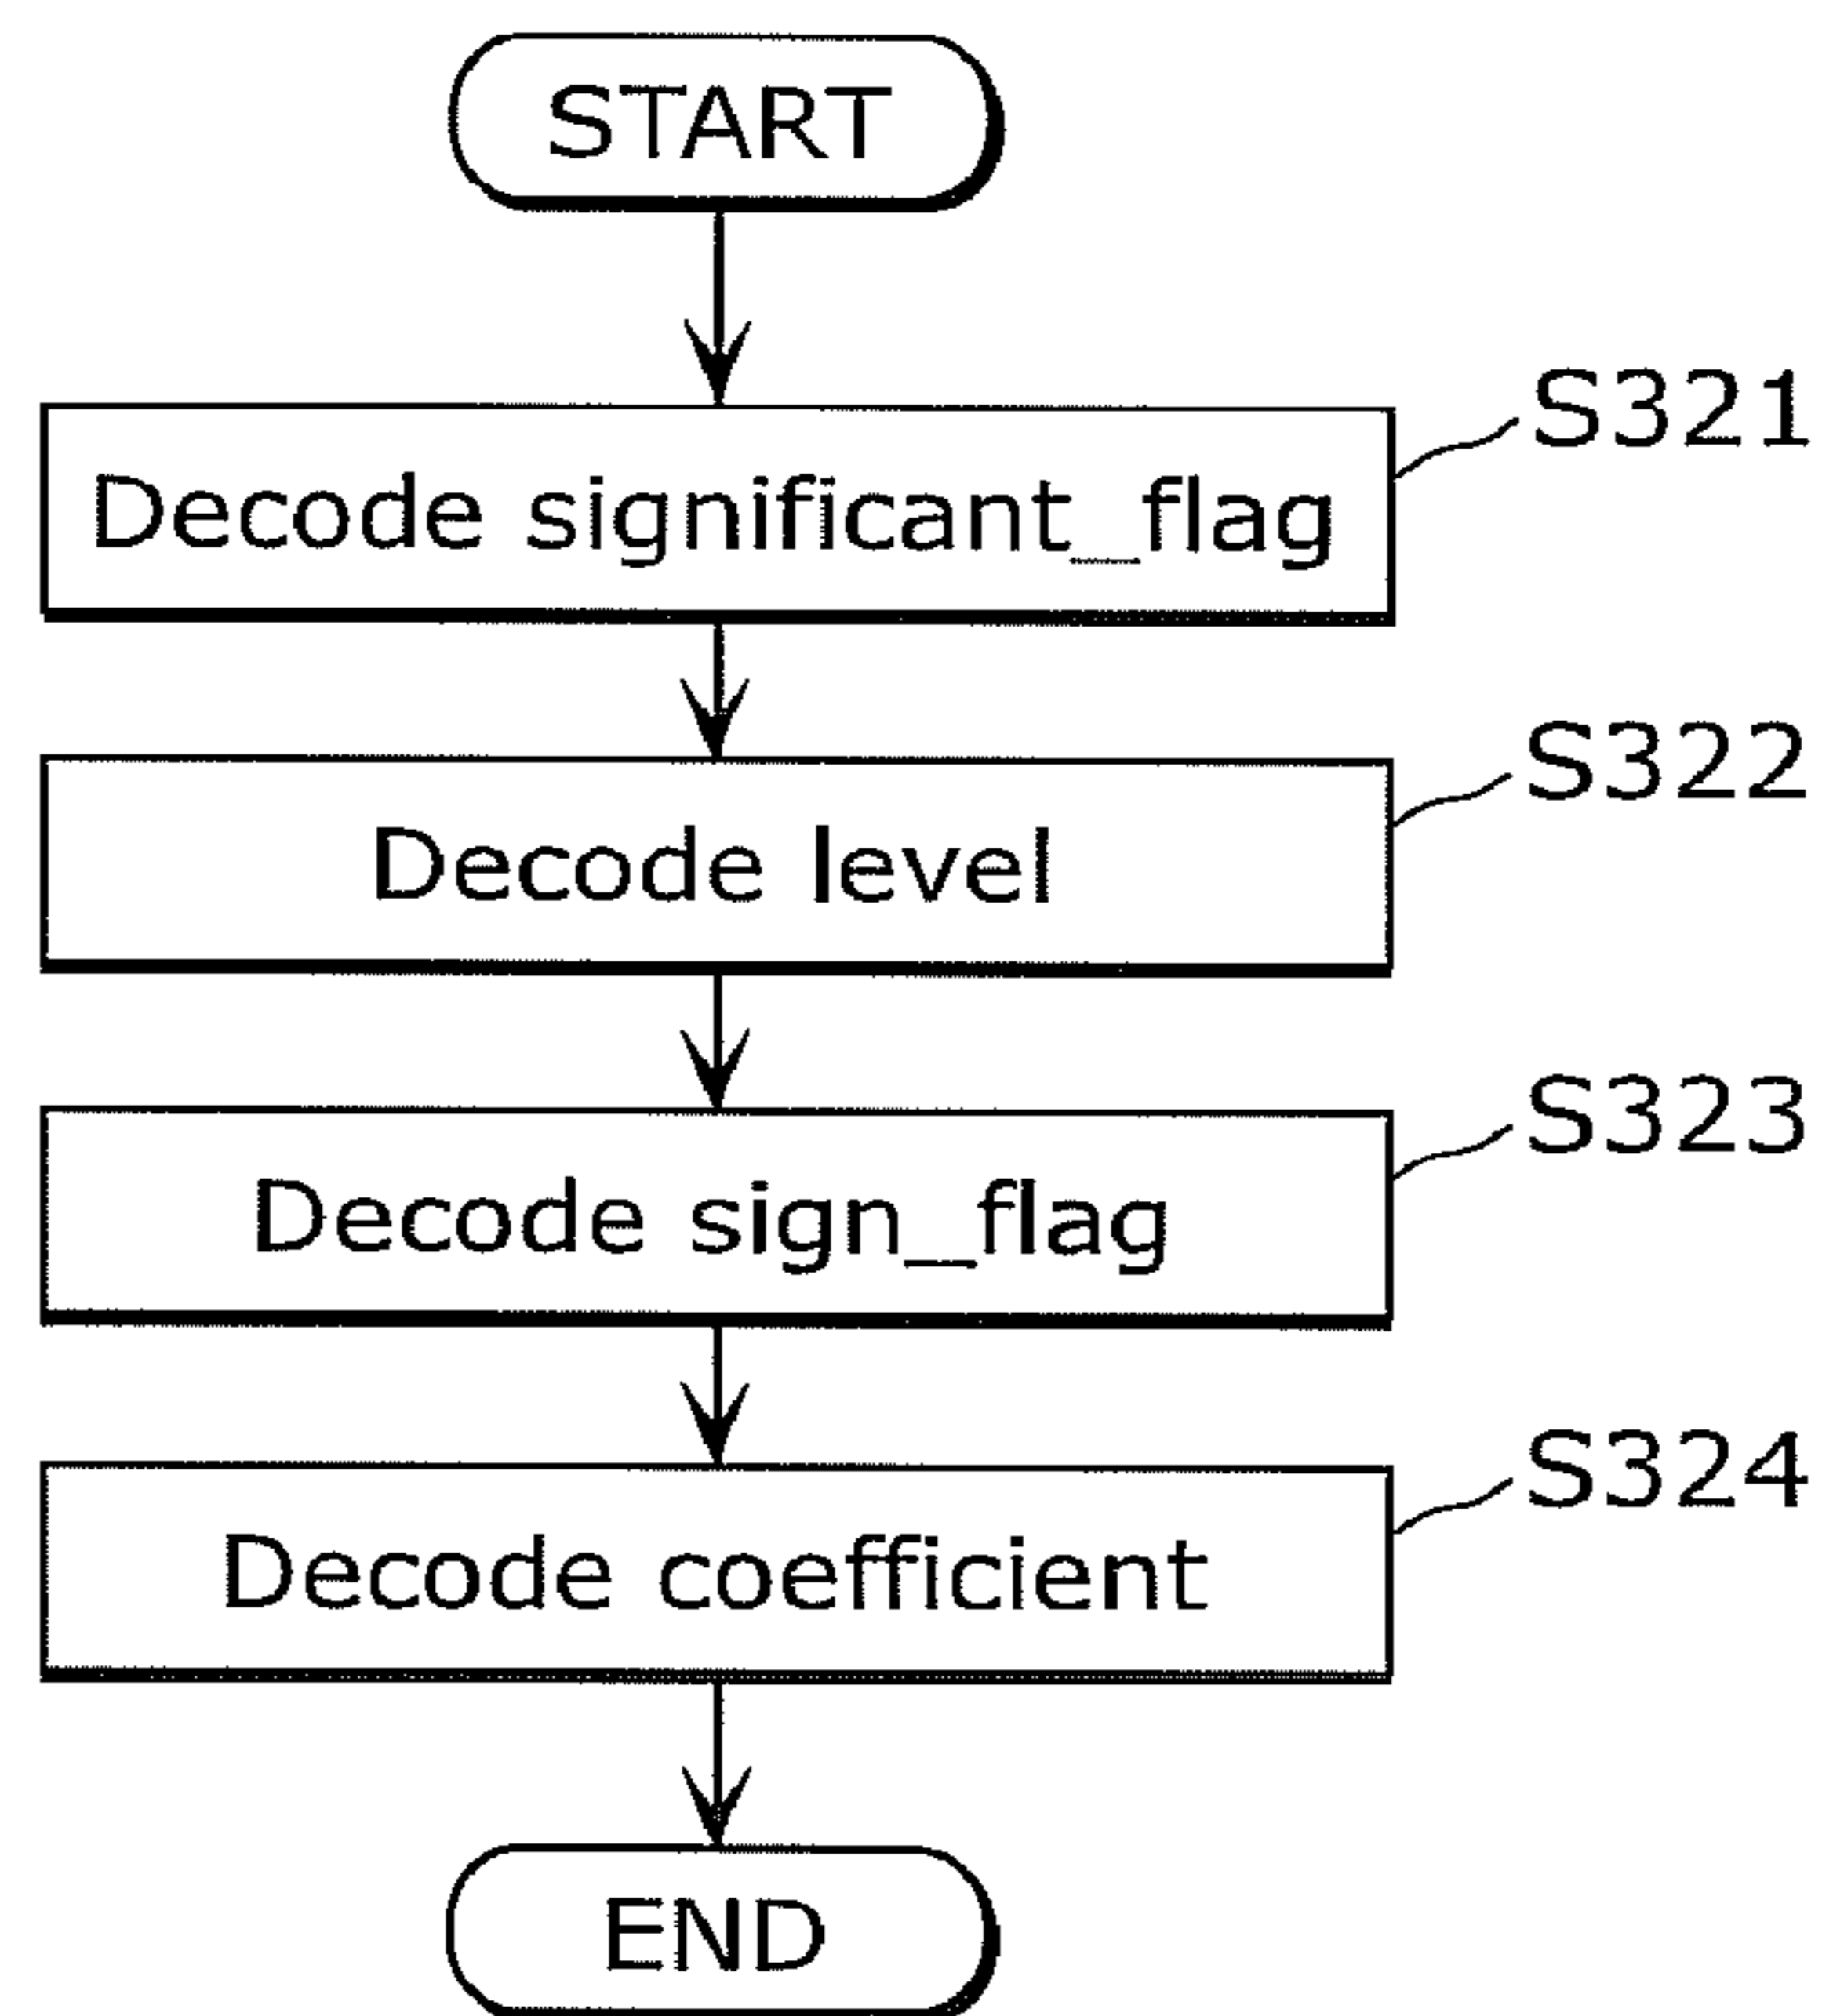 START
S321
Decode significant_flag
S322
Decode level
S323
Decode sign_flag
S324
Decode coefficient
END